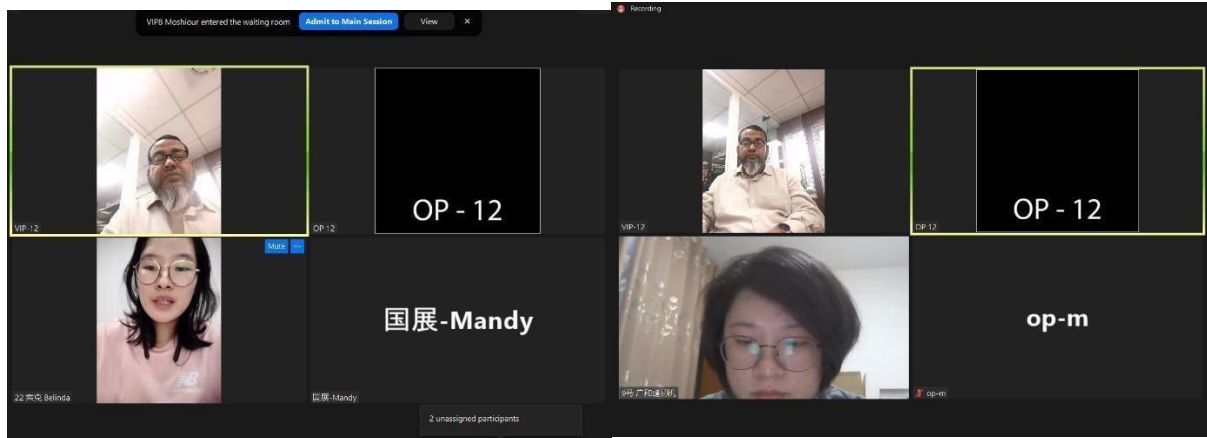 VIP8 Moshiour entered the waiting room
Admit to Main Session
View
Recording
VIP-12
OP - 12
OP 12
VIP-12
OP - 12
OP 12
Mute
22 Belinda
国展-Mandy
国展-Mandy
2 unassigned participants
9号
op-m
op-m